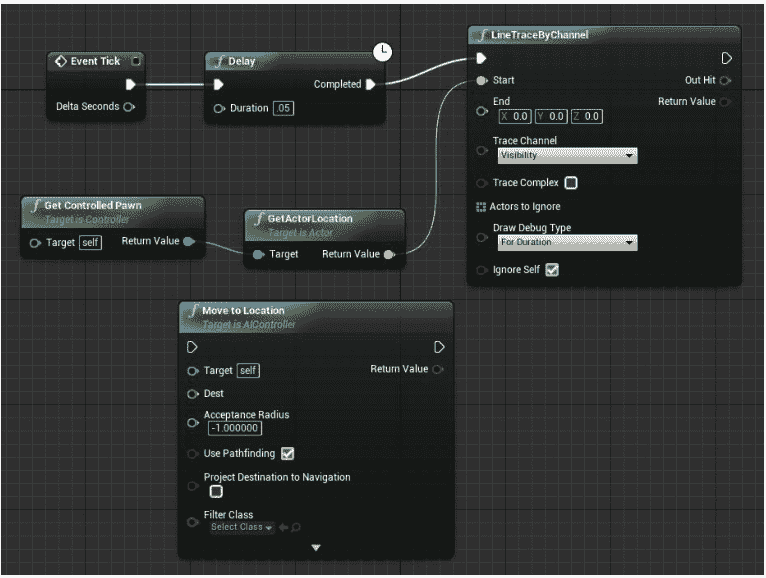 Event Tick
Delta Seconds
f Delay
Completed
Duration .05
f LineTraceByChannel
Start
Out Hit
End
Return Value
X 0.0 Y 0.0 Z 0.0
Trace Channel
Visibility
Trace Complex
Actors to Ignore
Draw Debug Type
For Duration
Ignore Self
f Get Controlled Pawn
Target is Controller
Target self Return Value
f GetActorLocation
Target is Actor
Target Return Value
f Move to Location
Target is AIController
Target self Return Value
Dest
Acceptance Radius
-1.000000
Use Pathfinding
Project Destination to Navigation
Filter Class
Select Class